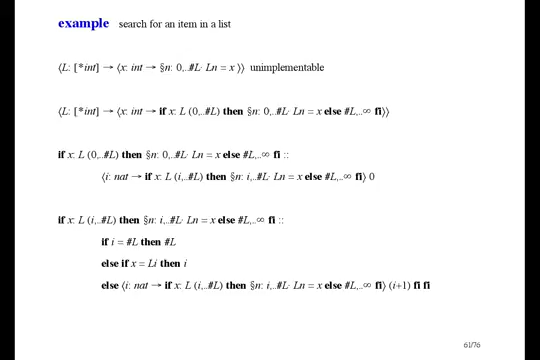 example search for an item in a list
⟨L: [*int] → ⟨x: int → §n: 0,..#L· Ln = x⟩⟩ unimplementable
⟨L: [*int] → ⟨x: int → if x: L (0,..#L) then §n: 0,..#L· Ln = x else #L,..∞ fi⟩⟩
if x: L (0,..#L) then §n: 0,..#L· Ln = x else #L,..∞ fi ::
⟨i: nat → if x: L (i,..#L) then §n: i,..#L· Ln = x else #L,..∞ fi⟩ 0
if x: L (i,..#L) then §n: i,..#L· Ln = x else #L,..∞ fi ::
if i = #L then #L
else if x = Li then i
else ⟨i: nat → if x: L (i,..#L) then §n: i,..#L· Ln = x else #L,..∞ fi⟩ (i+1) fi fi
61/76